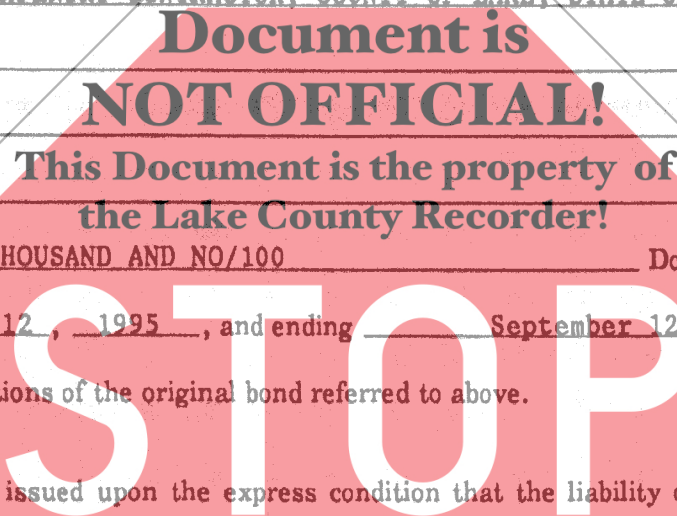 Document is
NOT OFFICIAL!
This Document is the property of
the Lake County Recorder!
HOUSAND AND NO/100 Do
12 , 1995 , and ending September 12
ions of the original bond referred to above.
STOP
issued upon the express condition that the liability